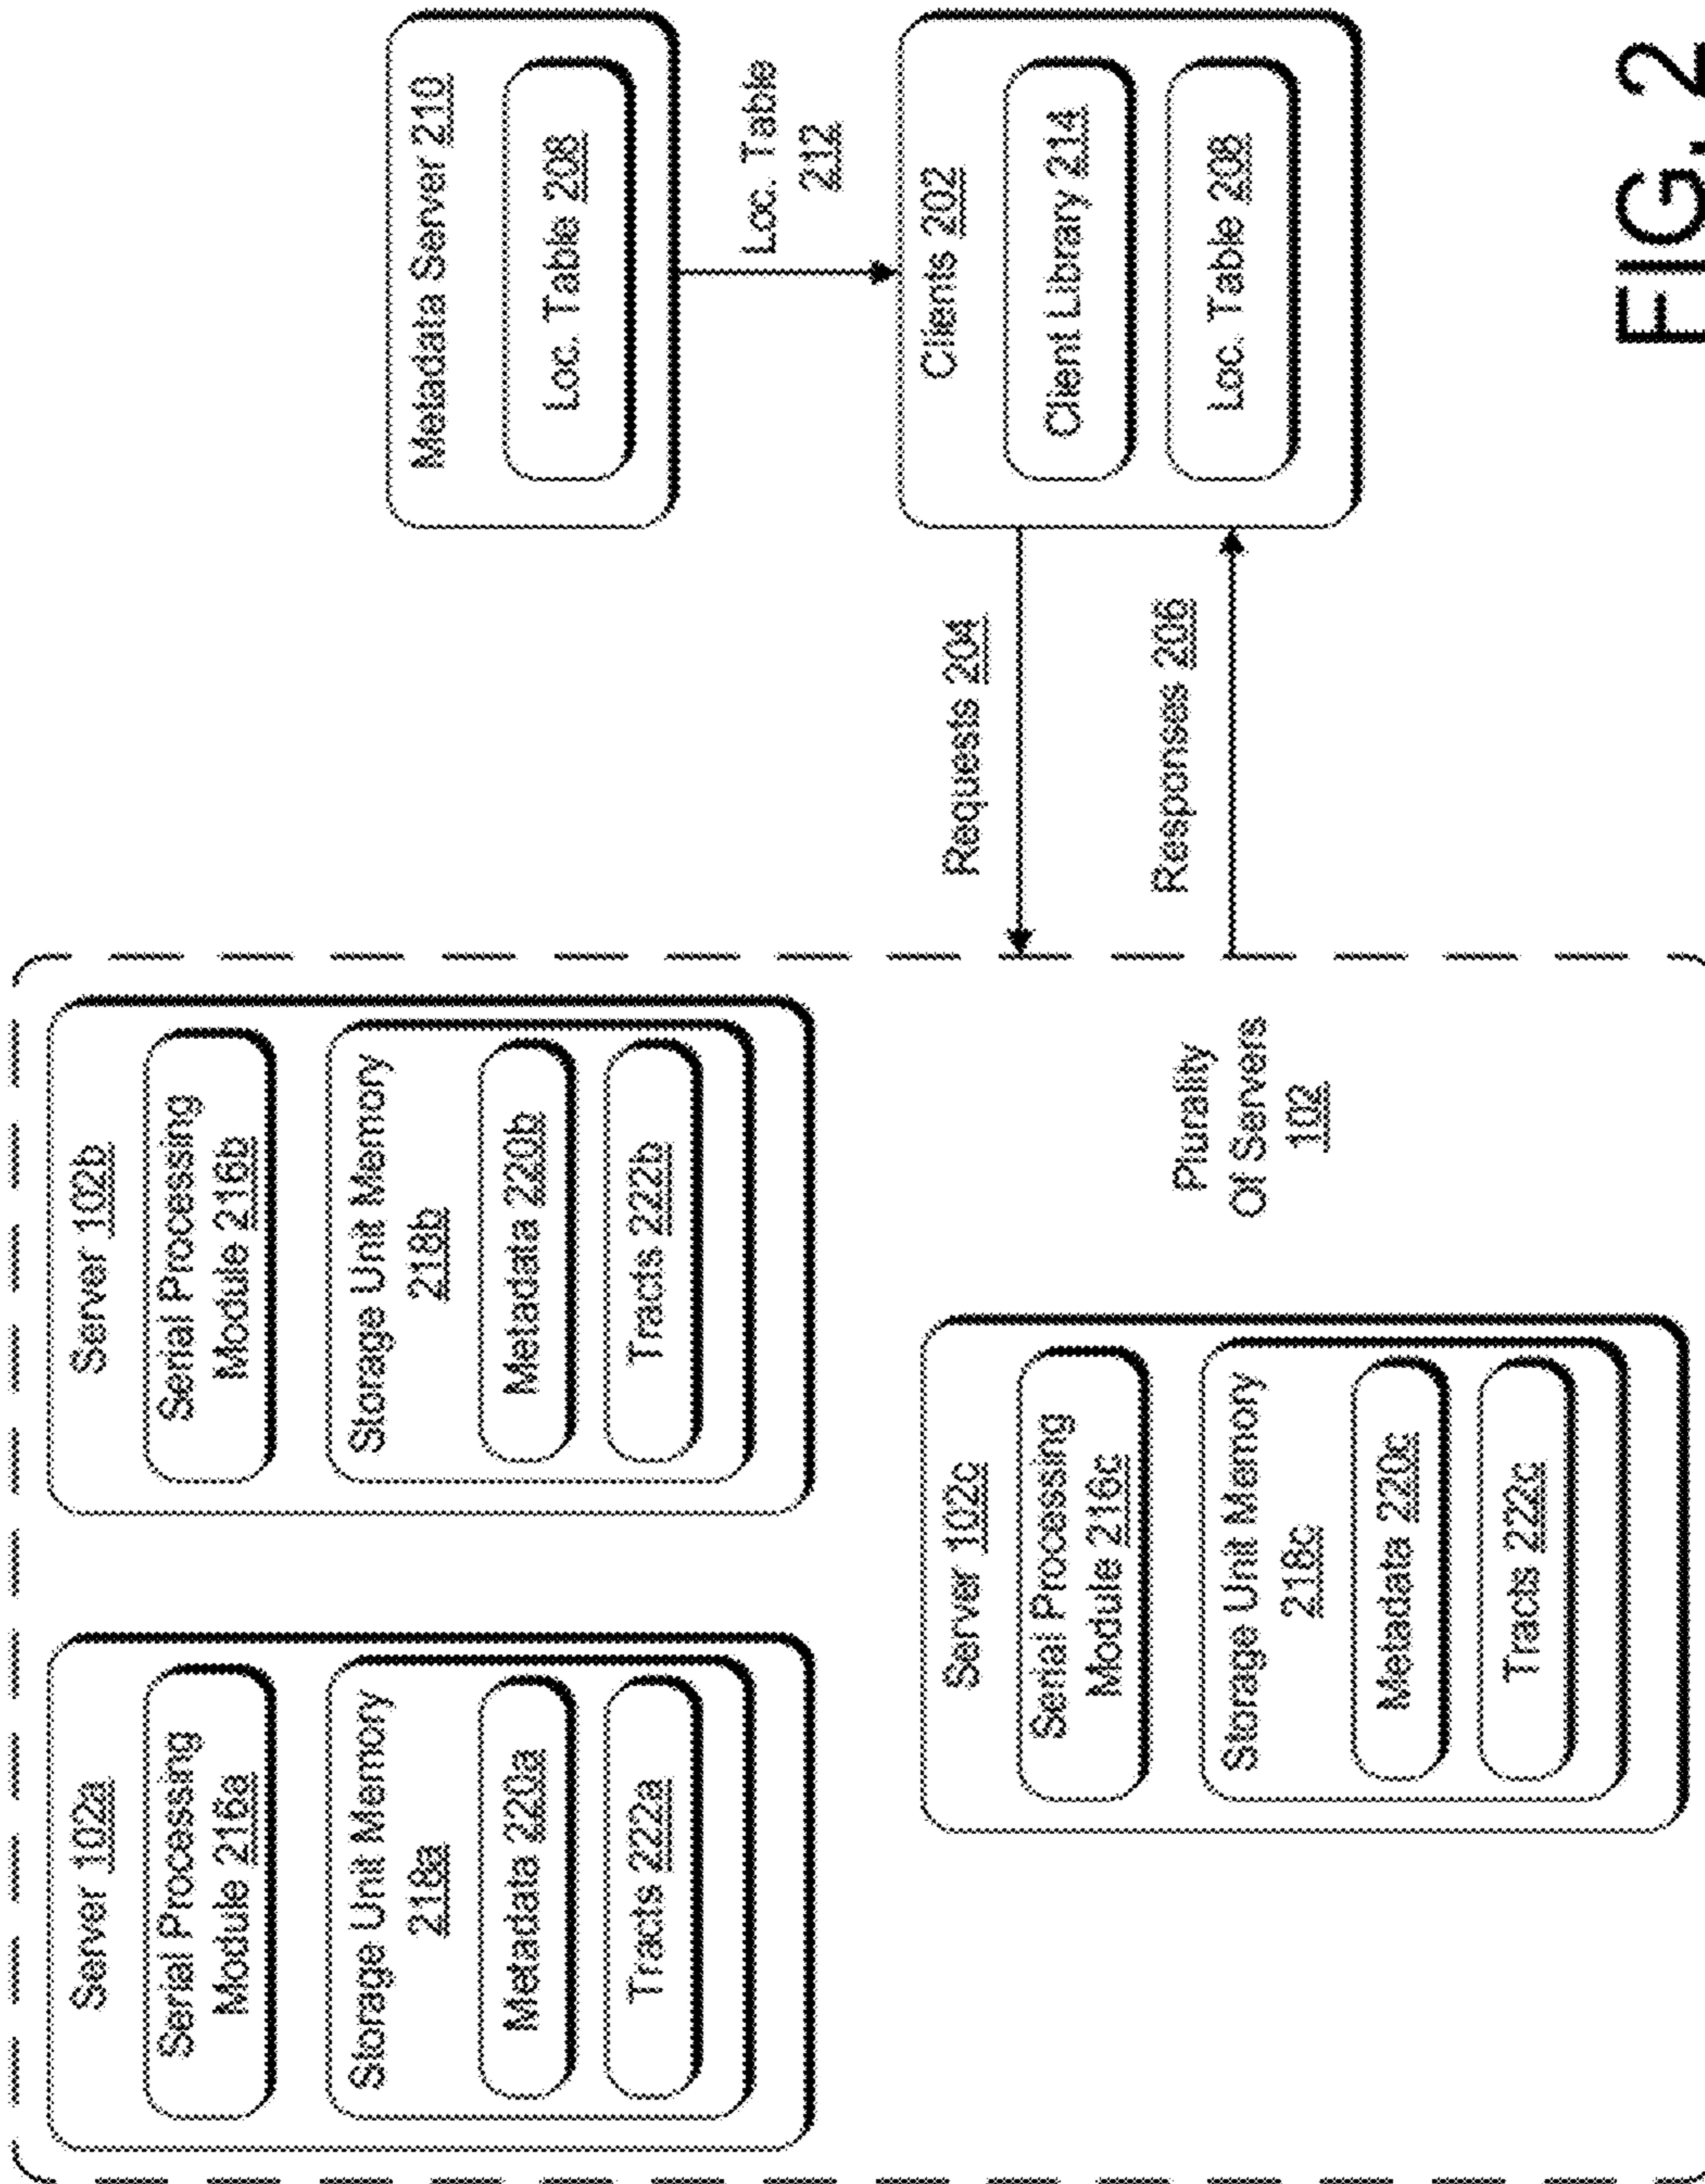 Server 102a
Serial Processing
Module 216a
Storage Unit Memory
218a
Metadata 220a
Tracts 222a
Server 102b
Serial Processing
Module 216b
Storage Unit Memory
218b
Metadata 220b
Tracts 222b
Server 102c
Serial Processing
Module 216c
Storage Unit Memory
218c
Metadata 220c
Tracts 222c
Plurality
Of Servers
102
Requests 204
Responses 206
Metadata Server 210
Loc. Table 208
Loc. Table
212
Clients 202
Client Library 214
Loc. Table 208
FIG. 2